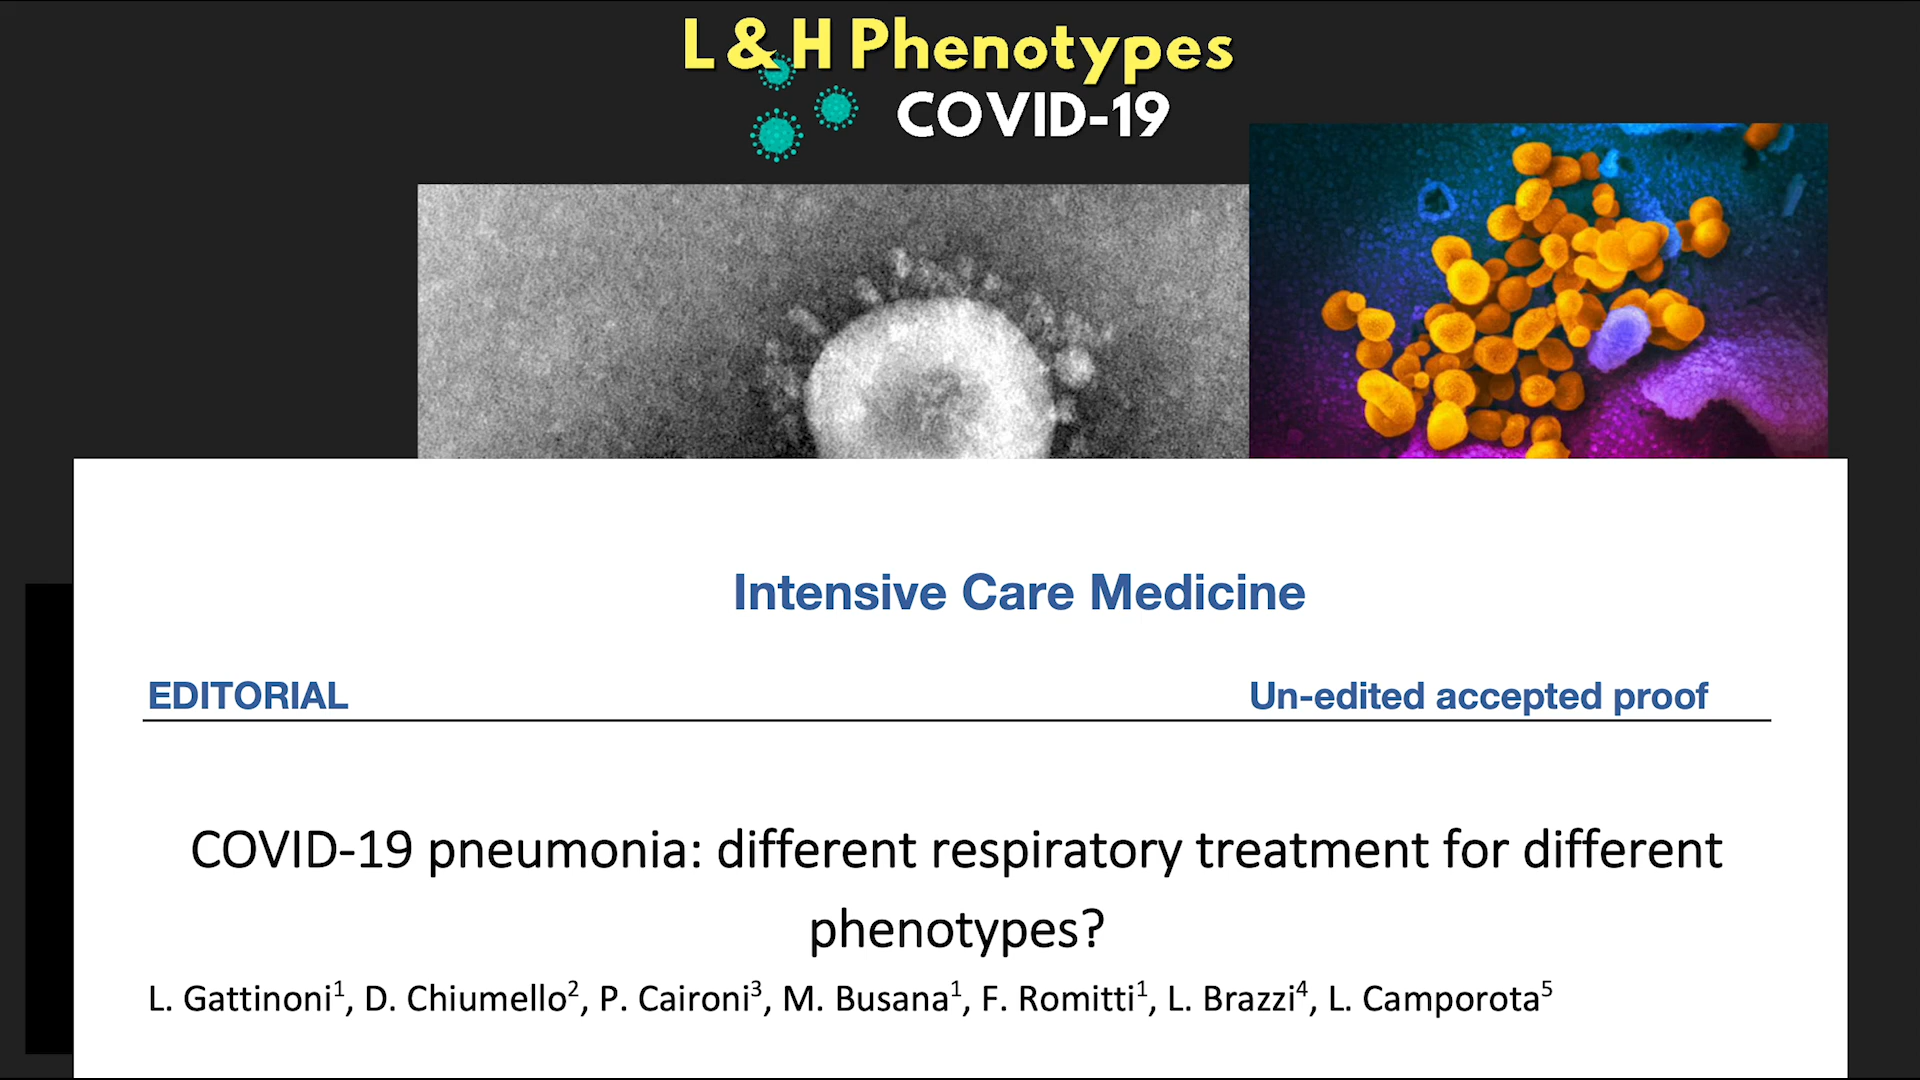 L & H Phenotypes
COVID-19
Intensive Care Medicine
EDITORIAL
Un-edited accepted proof
COVID-19 pneumonia: different respiratory treatment for different
phenotypes?
L. Gattinoni¹, D. Chiumello², P. Caironi³, M. Busana¹, F. Romitti¹, L. Brazzi⁴, L. Camporota⁵